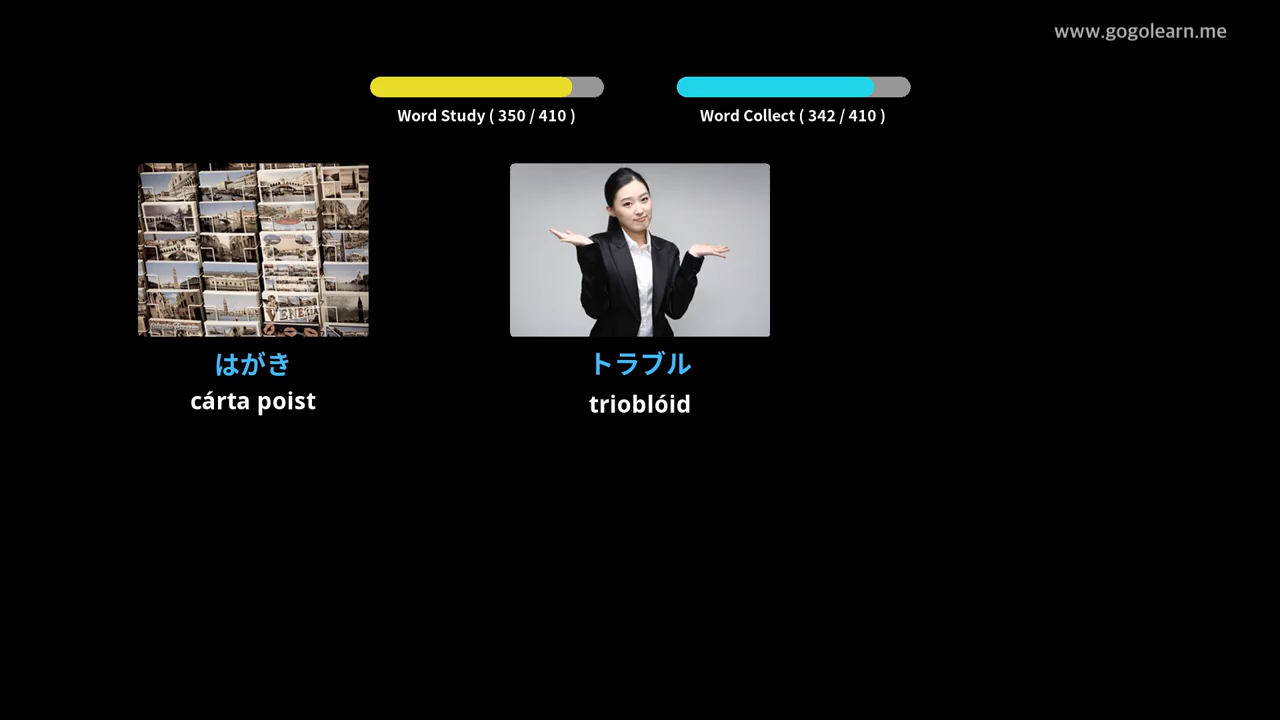 www.gogolearn.me
Word Study ( 350 / 410 )
Word Collect ( 342 / 410 )
はがき
cárta poist
トラブル
trioblóid